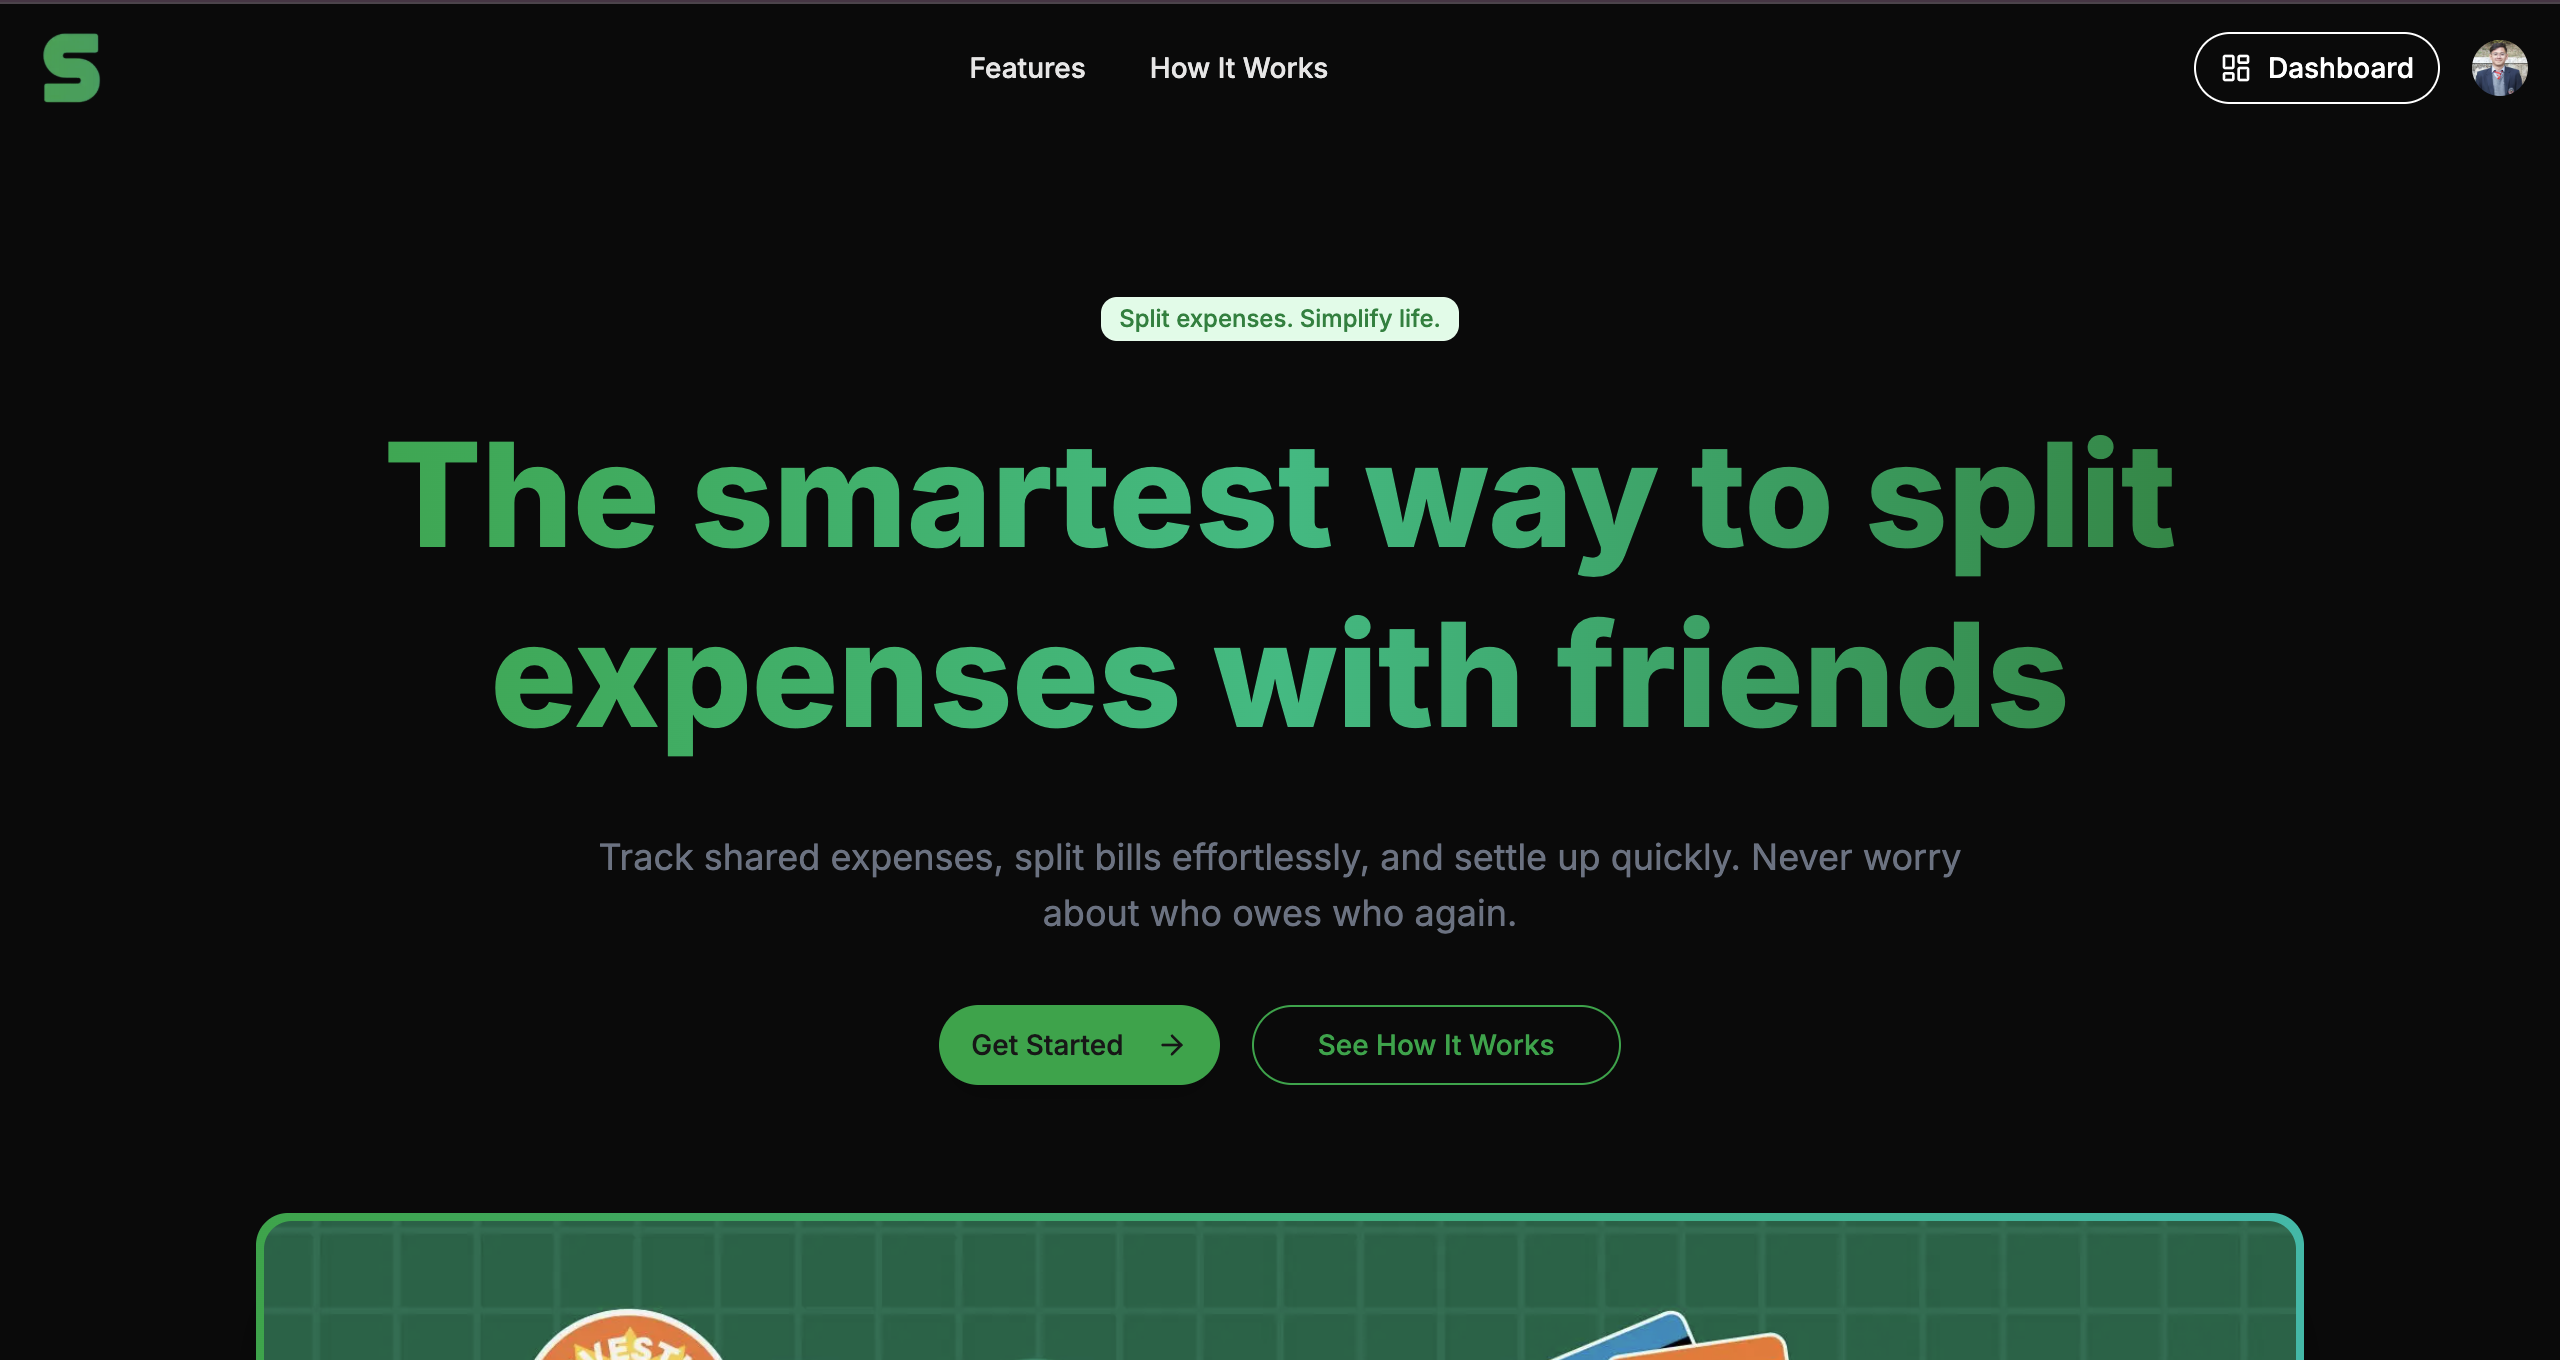 S
Features
How It Works
Dashboard
Split expenses. Simplify life.
The smartest way to split
expenses with friends
Track shared expenses, split bills effortlessly, and settle up quickly. Never worry
about who owes who again.
Get Started
See How It Works